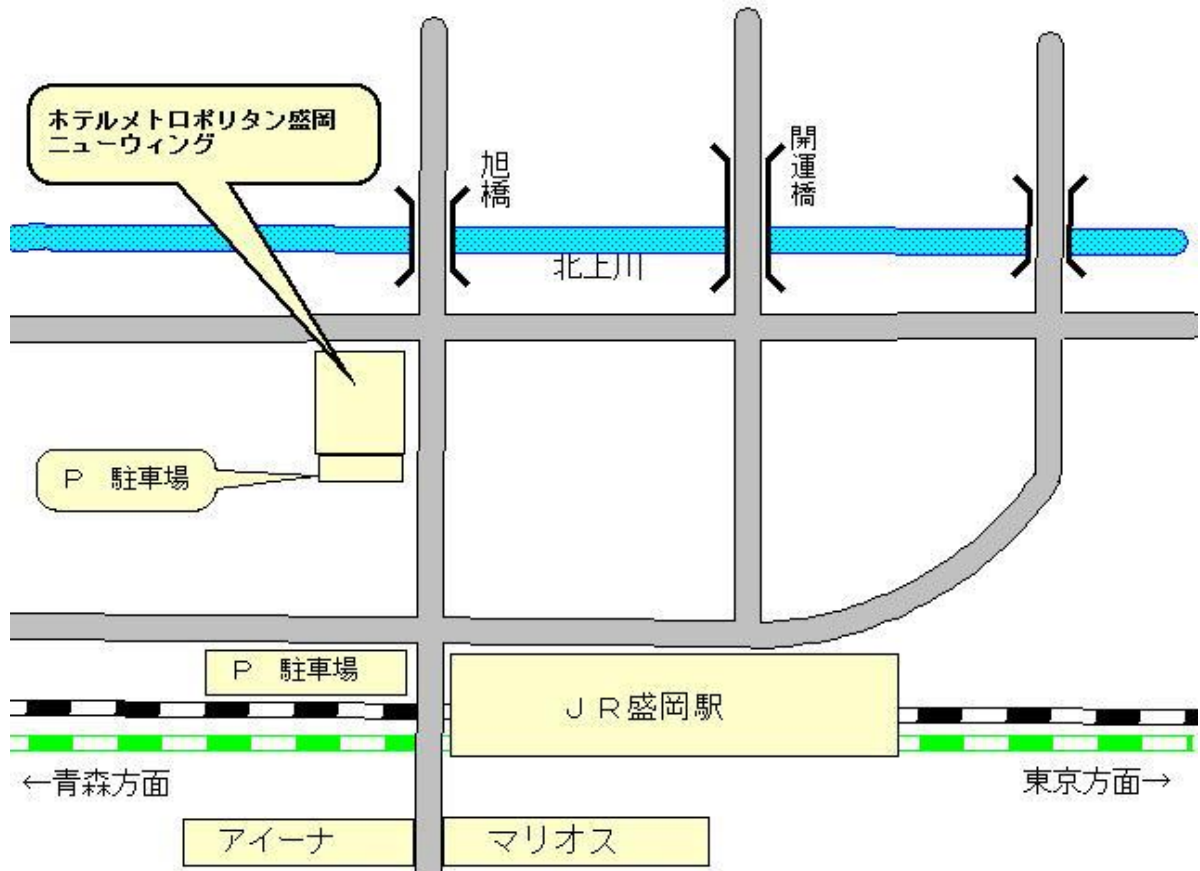 ホテルメトロポリタン盛岡
ニューウィング
旭橋
開運橋
北上川
P 駐車場
P 駐車場
JR盛岡駅
←青森方面
東京方面→
アイーナ
マリオス